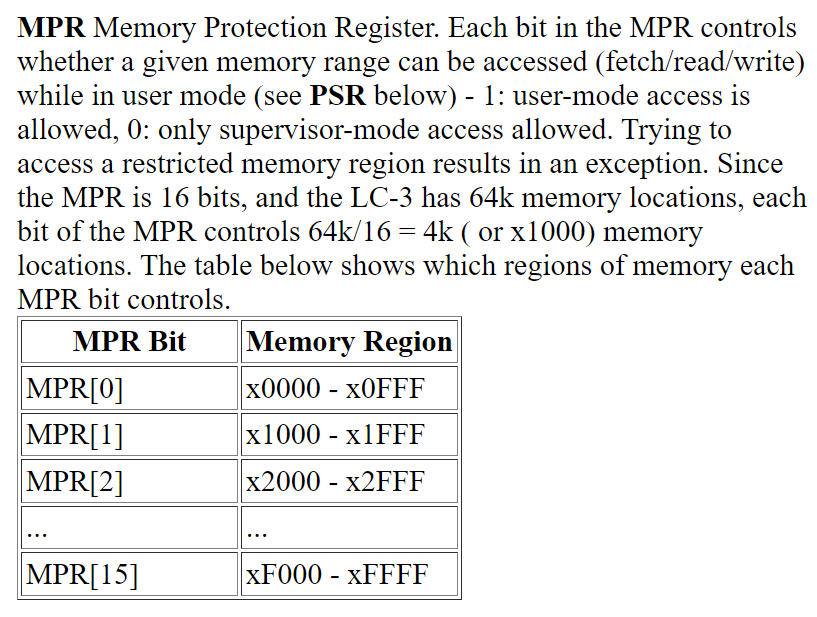 MPR Memory Protection Register. Each bit in the MPR controls
whether a given memory range can be accessed (fetch/read/write)
while in user mode (see PSR below) - 1: user-mode access is
allowed, 0: only supervisor-mode access allowed. Trying to
access a restricted memory region results in an exception. Since
the MPR is 16 bits, and the LC-3 has 64k memory locations, each
bit of the MPR controls 64k/16 = 4k ( or x1000) memory
locations. The table below shows which regions of memory each
MPR bit controls.
MPR Bit Memory Region
MPR[0] x0000 - x0FFF
MPR[1] x1000 - x1FFF
MPR[2] x2000 - x2FFF
... ...
MPR[15] xF000 - xFFFF